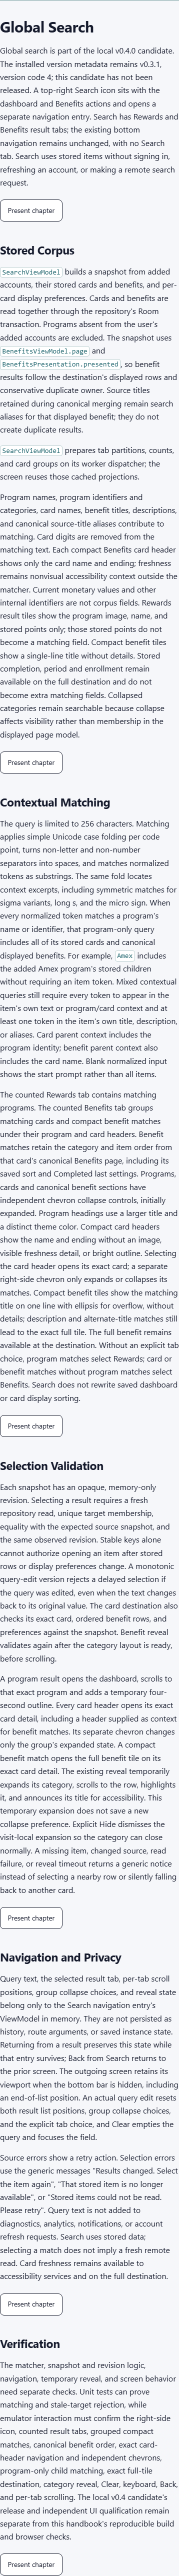 Global Search
Global search is part of the local v0.4.0 candidate.
The installed version metadata remains v0.3.1,
version code 4; this candidate has not been
released. A top-right Search icon sits with the
dashboard and Benefits actions and opens a
separate navigation entry. Search has Rewards and
Benefits result tabs; the existing bottom
navigation remains unchanged, with no Search
tab. Search uses stored items without signing in,
refreshing an account, or making a remote search
request.
Present chapter
Stored Corpus
SearchViewModel builds a snapshot from added
accounts, their stored cards and benefits, and per-
card display references. Cards and benefits are
read together through the repository's Room
transaction. Programs absent from the user's
added accounts are excluded. The snapshot uses
BenefitsViewModel.page and
BenefitsPresentation.presented, so benefit
results follow the destination's displayed rows and
conservative duplicate owner. Source titles
retained during canonical merging remain search
aliases for that displayed benefit; they do not
create duplicate results.
SearchViewModel prepares tab partitions, counts,
and card groups on its worker dispatcher; the
screen reuses those cached projections.
Program names, program identifiers and
categories, card names, benefit titles, descriptions,
and canonical source-title aliases contribute to
matching. Card digits are removed from the
matching text. Each compact Benefits card header
shows only the card name and ending; freshness
remains nonvisual accessibility context outside the
matcher. Current monetary values and other
internal identifiers are not corpus fields. Rewards
result tiles show the program image, name, and
stored points only; those stored points do not
become a matching field. Compact benefit tiles
show a single-line title without details. Stored
completion, period and enrollment remain
available on the full destination and do not
become extra matching fields. Collapsed
categories remain searchable because collapse
affects visibility rather than membership in the
displayed page model.
Present chapter
Contextual Matching
The query is limited to 256 characters. Matching
applies simple Unicode case folding per code
point, turns non-letter and non-number
separators into spaces, and matches normalized
tokens as substrings. The same fold locates
context excerpts, including symmetric matches for
sigma variants, long s, and the micro sign. When
every normalized token matches a program's
name or identifier, that program-only query
includes all of its stored cards and canonical
displayed benefits. For example, Amex includes
the added Amex program's stored children
without requiring an item token. Mixed contextual
queries still require every token to appear in the
item's own text or program/card context and at
least one token in the item's own title, description,
or aliases. Card parent context includes the
program identity; benefit parent context also
includes the card name. Blank normalized input
shows the start prompt rather than all items.
The counted Rewards tab contains matching
programs. The counted Benefits tab groups
matching cards and compact benefit matches
under their program and card headers. Benefit
matches retain the category and item order from
that card's canonical Benefits page, including its
saved sort and Completed last settings. Programs,
cards and canonical benefit sections have
independent chevron collapse controls, initially
expanded. Program headings use a larger title and
a distinct theme color. Compact card headers
show the name and ending without an image,
visible freshness detail, or bright outline. Selecting
the card header opens its exact card; a separate
right-side chevron only expands or collapses its
matches. Compact benefit tiles show the matching
title on one line with ellipsis for overflow, without
details; description and alternate-title matches still
lead to the exact full tile. The full benefit remains
available at the destination. Without an explicit tab
choice, program matches select Rewards; card or
benefit matches without program matches select
Benefits. Search does not rewrite saved dashboard
or card display sorting.
Present chapter
Selection Validation
Each snapshot has an opaque, memory-only
revision. Selecting a result requires a fresh
repository read, unique target membership,
equality with the expected source snapshot, and
the same observed revision. Stable keys alone
cannot authorize opening an item after stored
rows or display preferences change. A monotonic
query-edit version rejects a delayed selection if
the query was edited, even when the text changes
back to its original value. The card destination also
checks its exact card, ordered benefit rows, and
preferences against the snapshot. Benefit reveal
validates again after the category layout is ready,
before scrolling.
A program result opens the dashboard, scrolls to
that exact program and adds a temporary four-
second outline. Every card header opens its exact
card detail, including a header supplied as context
for benefit matches. Its separate chevron changes
only the group's expanded state. A compact
benefit match opens the full benefit tile on its
exact card detail. The existing reveal temporarily
expands its category, scrolls to the row, highlights
it, and announces its title for accessibility. This
temporary expansion does not save a new
collapse preference. Explicit Hide dismisses the
visit-local expansion so the category can close
normally. A missing item, changed source, read
failure, or reveal timeout returns a generic notice
instead of selecting a nearby row or silently falling
back to another card.
Present chapter
Navigation and Privacy
Query text, the selected result tab, per-tab scroll
positions, group collapse choices, and reveal state
belong only to the Search navigation entry's
ViewModel in memory. They are not persisted as
history, route arguments, or saved instance state.
Returning from a result preserves this state while
that entry survives; Back from Search returns to
the prior screen. The outgoing screen retains its
viewport when the bottom bar is hidden, including
an end-of-list position. An actual query edit resets
both result list positions, group collapse choices,
and the explicit tab choice, and Clear empties the
query and focuses the field.
Source errors show a retry action. Selection errors
use the generic messages "Results changed. Select
the item again", "That stored item is no longer
available", or "Stored items could not be read.
Please retry". Query text is not added to
diagnostics, analytics, notifications, or account
refresh requests. Search uses stored data;
selecting a match does not imply a fresh remote
read. Card freshness remains available to
accessibility services and on the full destination.
Present chapter
Verification
The matcher, snapshot and revision logic,
navigation, temporary reveal, and screen behavior
need separate checks. Unit tests can prove
matching and stale-target rejection, while
emulator interaction must confirm the right-side
icon, counted result tabs, grouped compact
matches, canonical benefit order, exact card-
header navigation and independent chevrons,
program-only child matching, exact full-tile
destination, category reveal, Clear, keyboard, Back,
and per-tab scrolling. The local v0.4 candidate's
release and independent UI qualification remain
separate from this handbook's reproducible build
and browser checks.
Present chapter